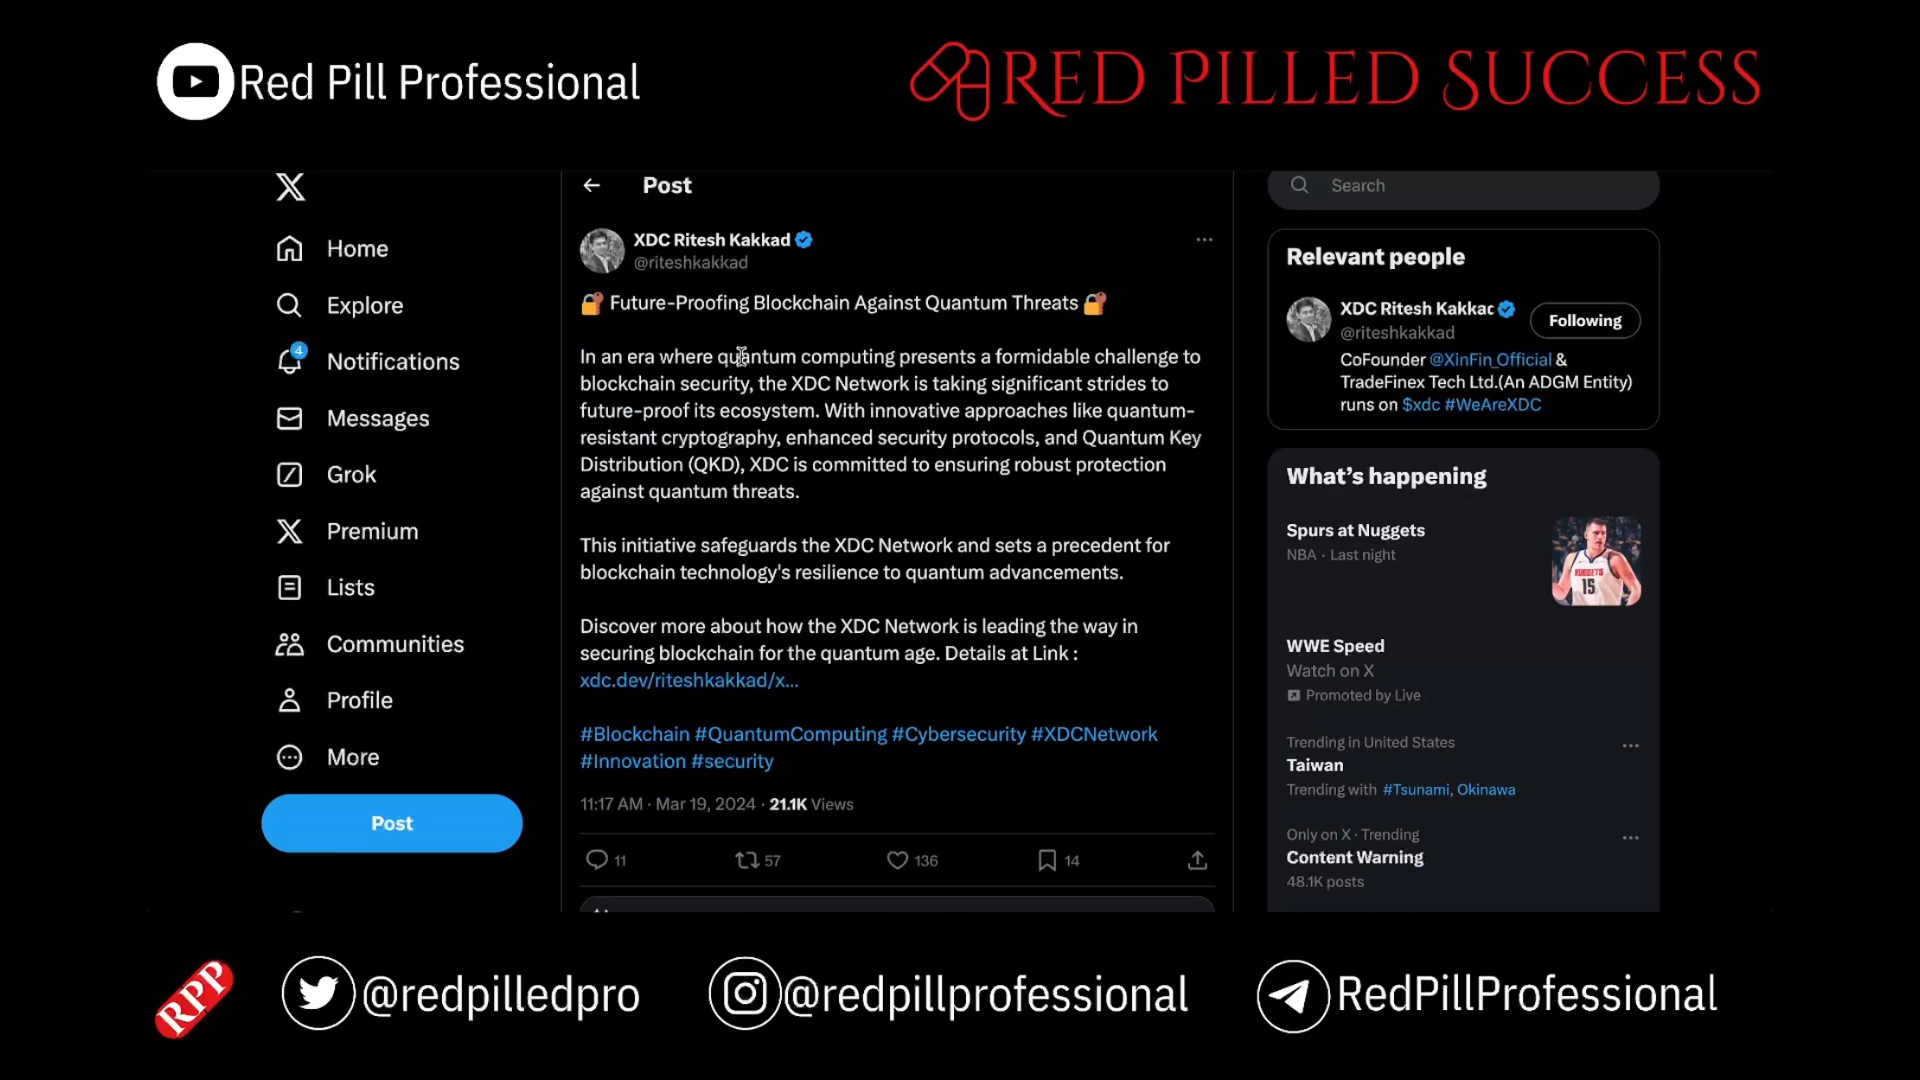 Red Pill Professional
RED PILLED SUCCESS
X
Home
Explore
4
Notifications
Messages
Grok
Premium
Lists
Communities
Profile
More
Post
Post
XDC Ritesh Kakkad
@riteshkakkad
🔐 Future-Proofing Blockchain Against Quantum Threats 🔐
In an era where quantum computing presents a formidable challenge to
blockchain security, the XDC Network is taking significant strides to
future-proof its ecosystem. With innovative approaches like quantum-
resistant cryptography, enhanced security protocols, and Quantum Key
Distribution (QKD), XDC is committed to ensuring robust protection
against quantum threats.
This initiative safeguards the XDC Network and sets a precedent for
blockchain technology's resilience to quantum advancements.
Discover more about how the XDC Network is leading the way in
securing blockchain for the quantum age. Details at Link :
xdc.dev/riteshkakkad/x...
#Blockchain #QuantumComputing #Cybersecurity #XDCNetwork
#Innovation #security
11:17 AM · Mar 19, 2024 · 21.1K Views
11
57
136
14
Search
Relevant people
XDC Ritesh Kakkad
@riteshkakkad
Following
CoFounder @XinFin_Official &
TradeFinex Tech Ltd.(An ADGM Entity)
runs on $xdc #WeAreXDC
What's happening
Spurs at Nuggets
NBA · Last night
NUGGETS
15
WWE Speed
Watch on X
Promoted by Live
Trending in United States
Taiwan
Trending with #Tsunami, Okinawa
Only on X · Trending
Content Warning
48.1K posts
RPP
@redpilledpro
@redpillprofessional
RedPillProfessional